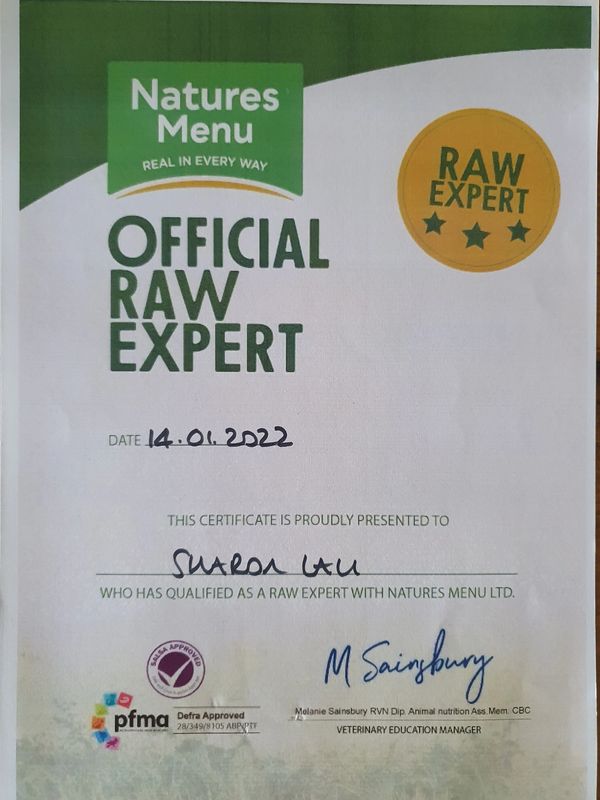 Natures
Menu
REAL IN EVERY WAY
RAW
EXPERT
OFFICIAL
RAW
EXPERT
DATE 14.01.2022
THIS CERTIFICATE IS PROUDLY PRESENTED TO
SHARON
WHO HAS QUALIFIED AS A RAW EXPERT WITH NATURES MENU LTD.
SALSA APPROVED
M Sainsbury
pfma
Defra Approved
28/349/8105 ABP/PTF
Melanie Sainsbury RVN Dip. Animal nutrition Ass.Mem. CBC
VETERINARY EDUCATION MANAGER